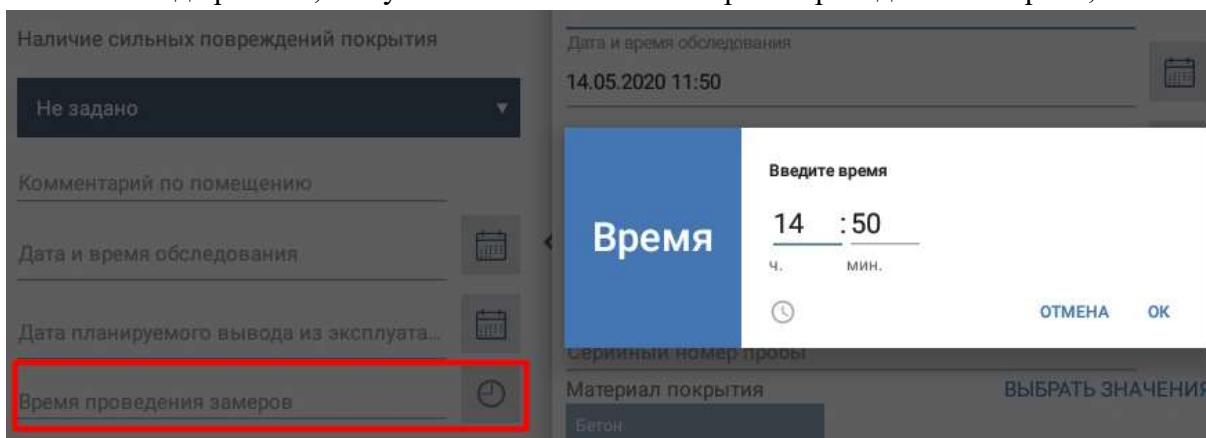 Наличие сильных повреждений покрытия
Не задано
Комментарий по помещению
Дата и время обследования
Дата планируемого вывода из эксплуата...
Время проведения замеров
Дата и время обследования
14.05.2020 11:50
Время
Введите время
14 : 50
ч. мин.
ОТМЕНА ОК
Серийный номер пробы
Материал покрытия ВЫБРАТЬ ЗНАЧЕНИЯ
Бетон